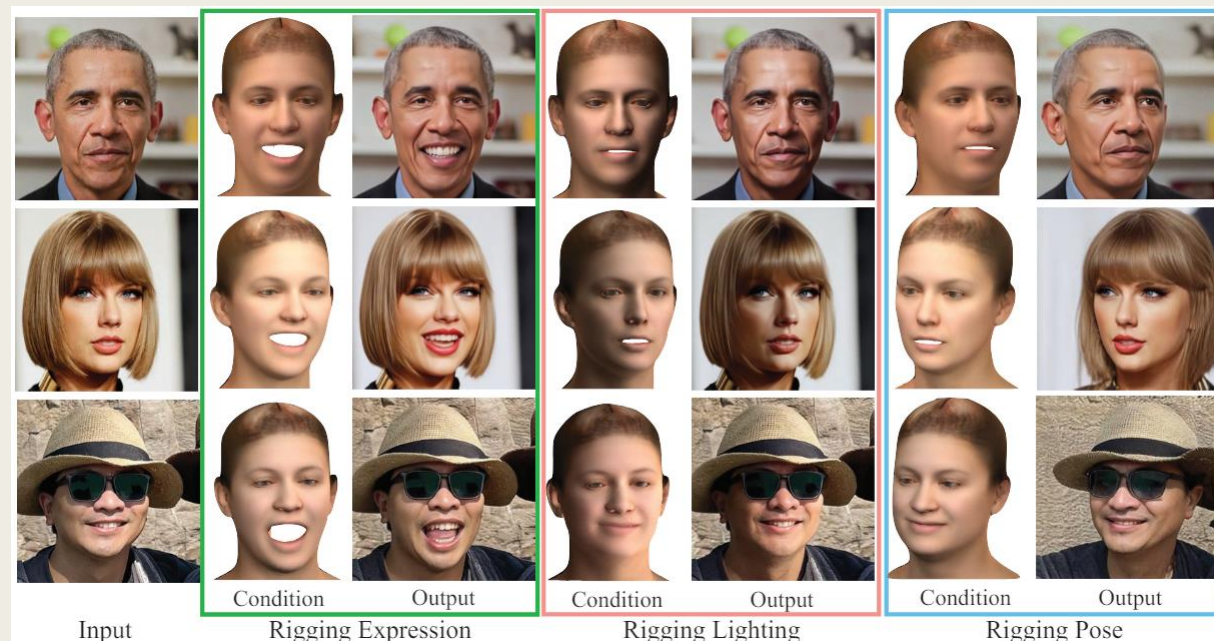 Condition Output Condition Output Condition Output
Input Rigging Expression Rigging Lighting Rigging Pose